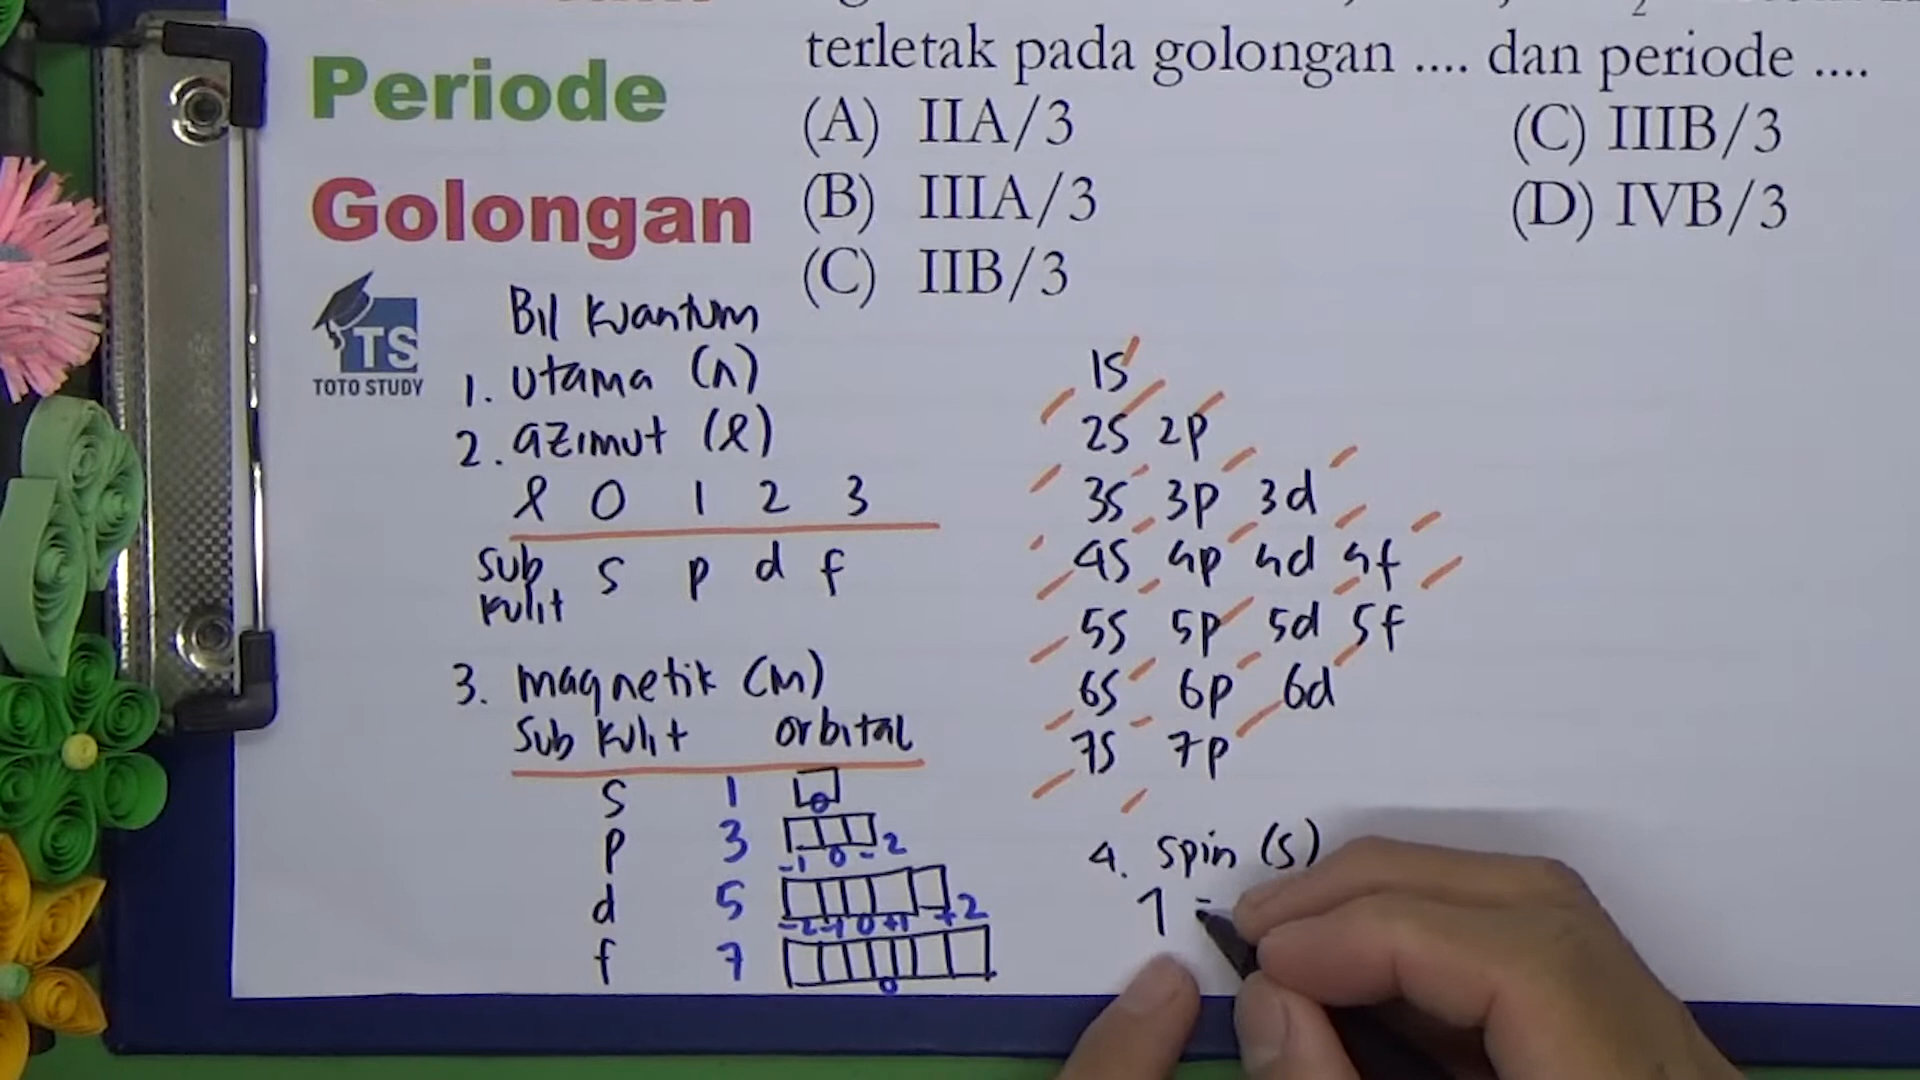 Periode
Golongan
TS
TOTO STUDY
terletak pada golongan .... dan periode ....
(A) IIA/3
(B) IIIA/3
(C) IIB/3
(C) IIIB/3
(D) IVB/3
Bil kuantum
1. Utama (n)
2. azimut (l)
l 0 1 2 3
sub kulit s p d f
3. magnetik (m)
Sub kulit orbital
s 1 0
p 3 -1 0 -2
d 5 -2 -1 0 +1 +2
f 7 0
1s
2s 2p
3s 3p 3d
4s 4p 4d 4f
5s 5p 5d 5f
6s 6p 6d
7s 7p
4. spin (s)
1 =